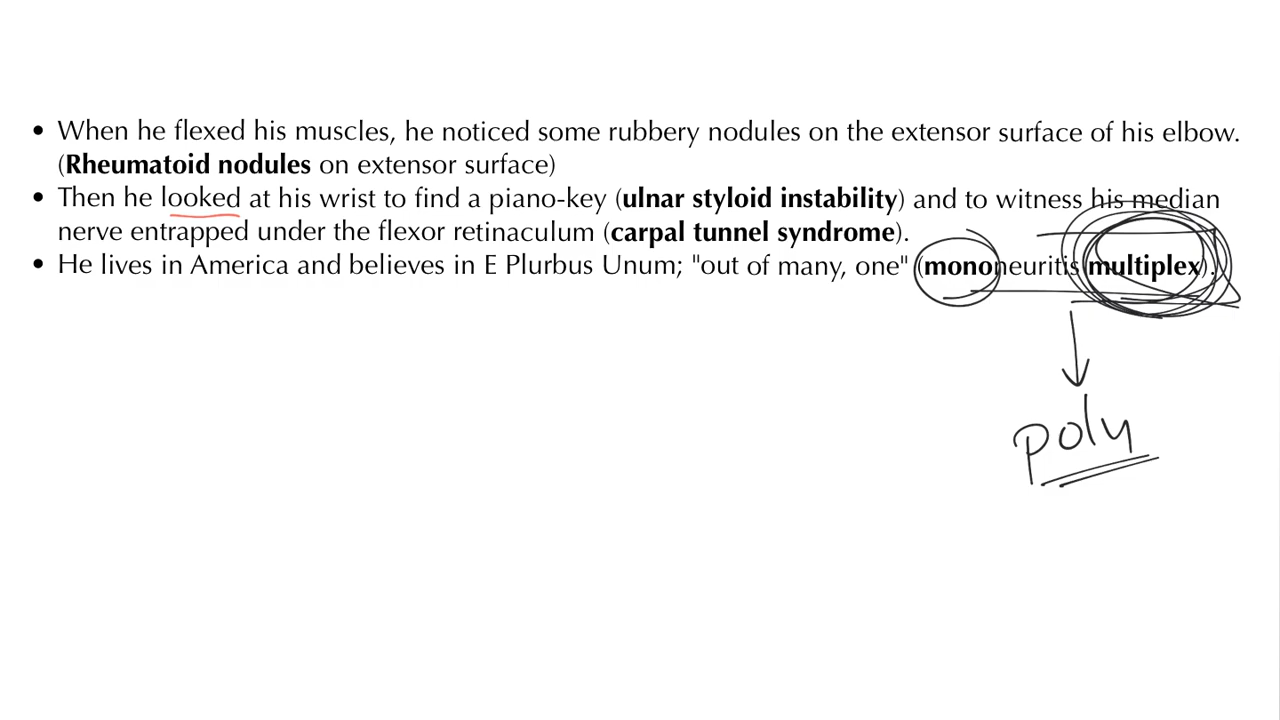 • When he flexed his muscles, he noticed some rubbery nodules on the extensor surface of his elbow.
(Rheumatoid nodules on extensor surface)
• Then he looked at his wrist to find a piano-key (ulnar styloid instability) and to witness his median
nerve entrapped under the flexor retinaculum (carpal tunnel syndrome).
• He lives in America and believes in E Plurbus Unum; "out of many, one" (mononeuritis multiplex).
poly